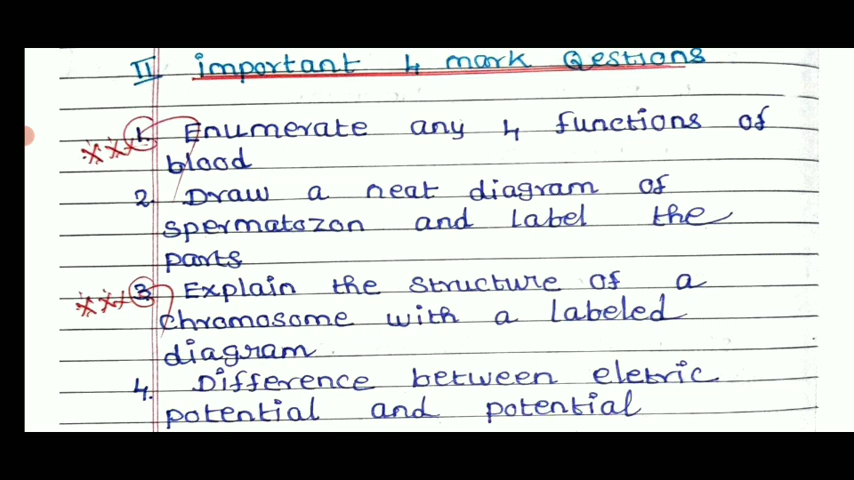 II important 4 mark Qestions
1. Enumerate any 4 functions of
blood
2. Draw a neat diagram of
spermatozon and label the
parts
3. Explain the structure of a
chromosome with a labeled
diagram
4. Difference between eletric
potential and potential